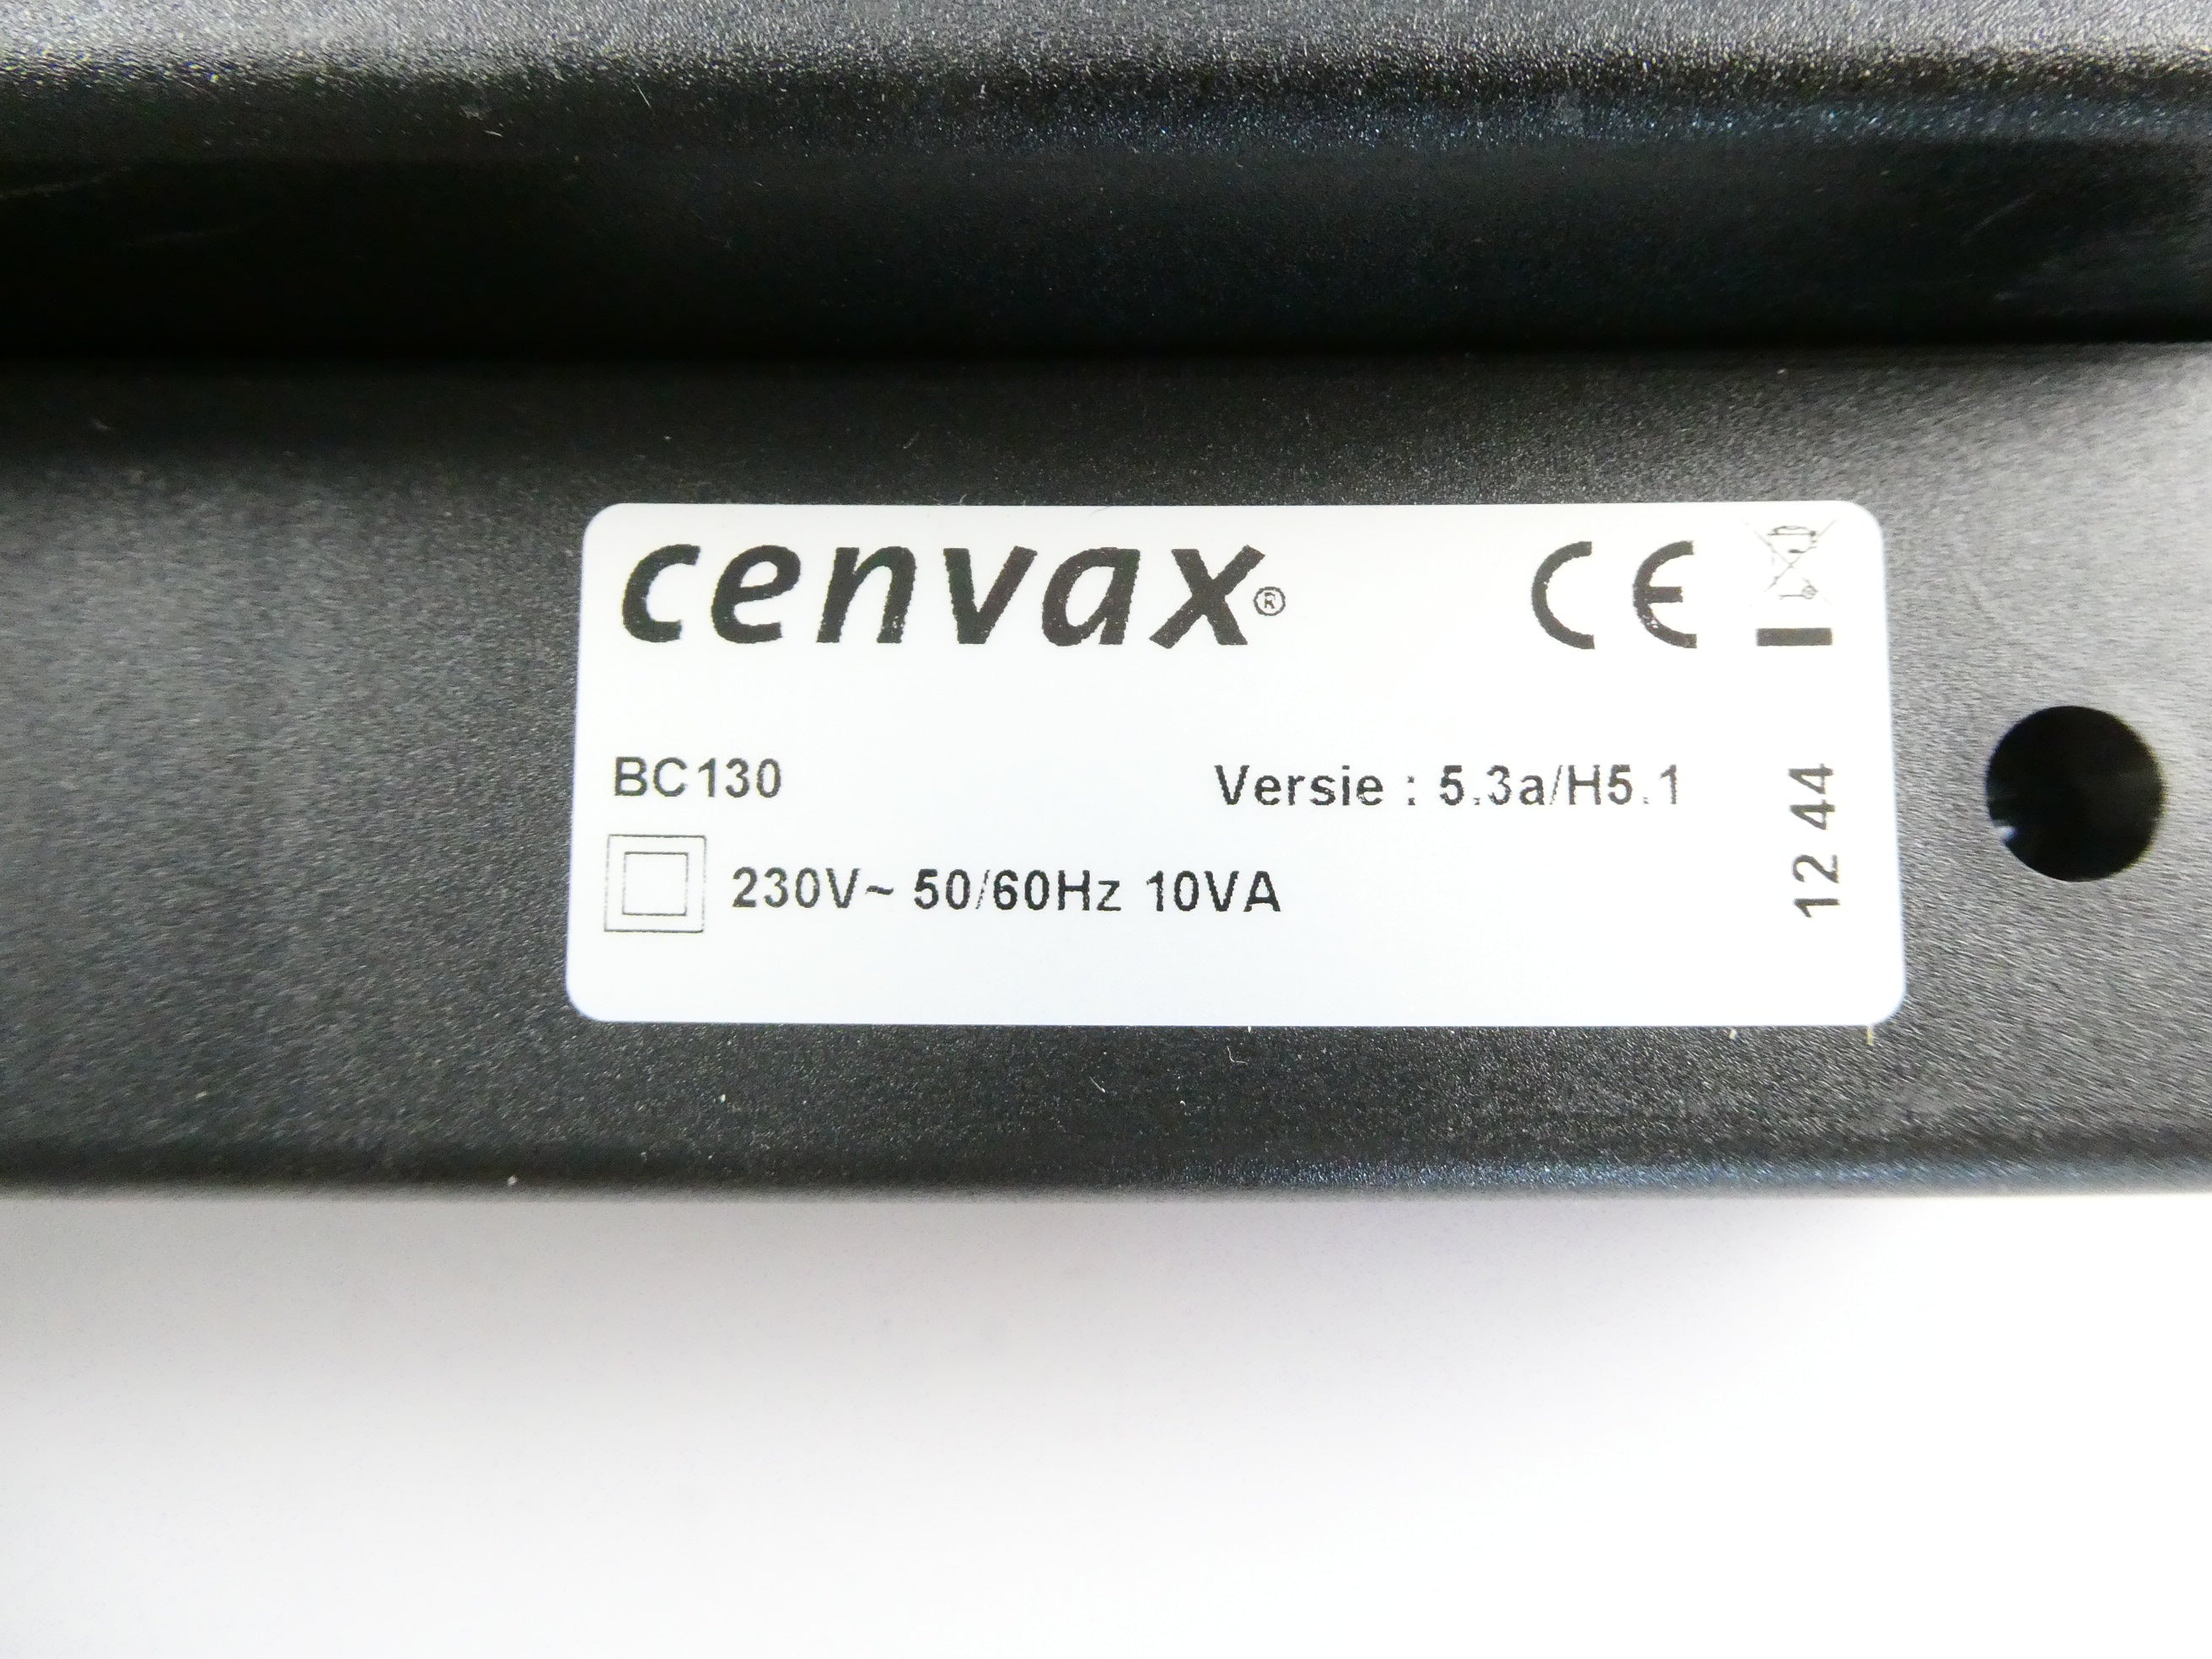 cenvax®
CE
BC130
Versie : 5.3a/H5.1
230V~ 50/60Hz 10VA
12 44